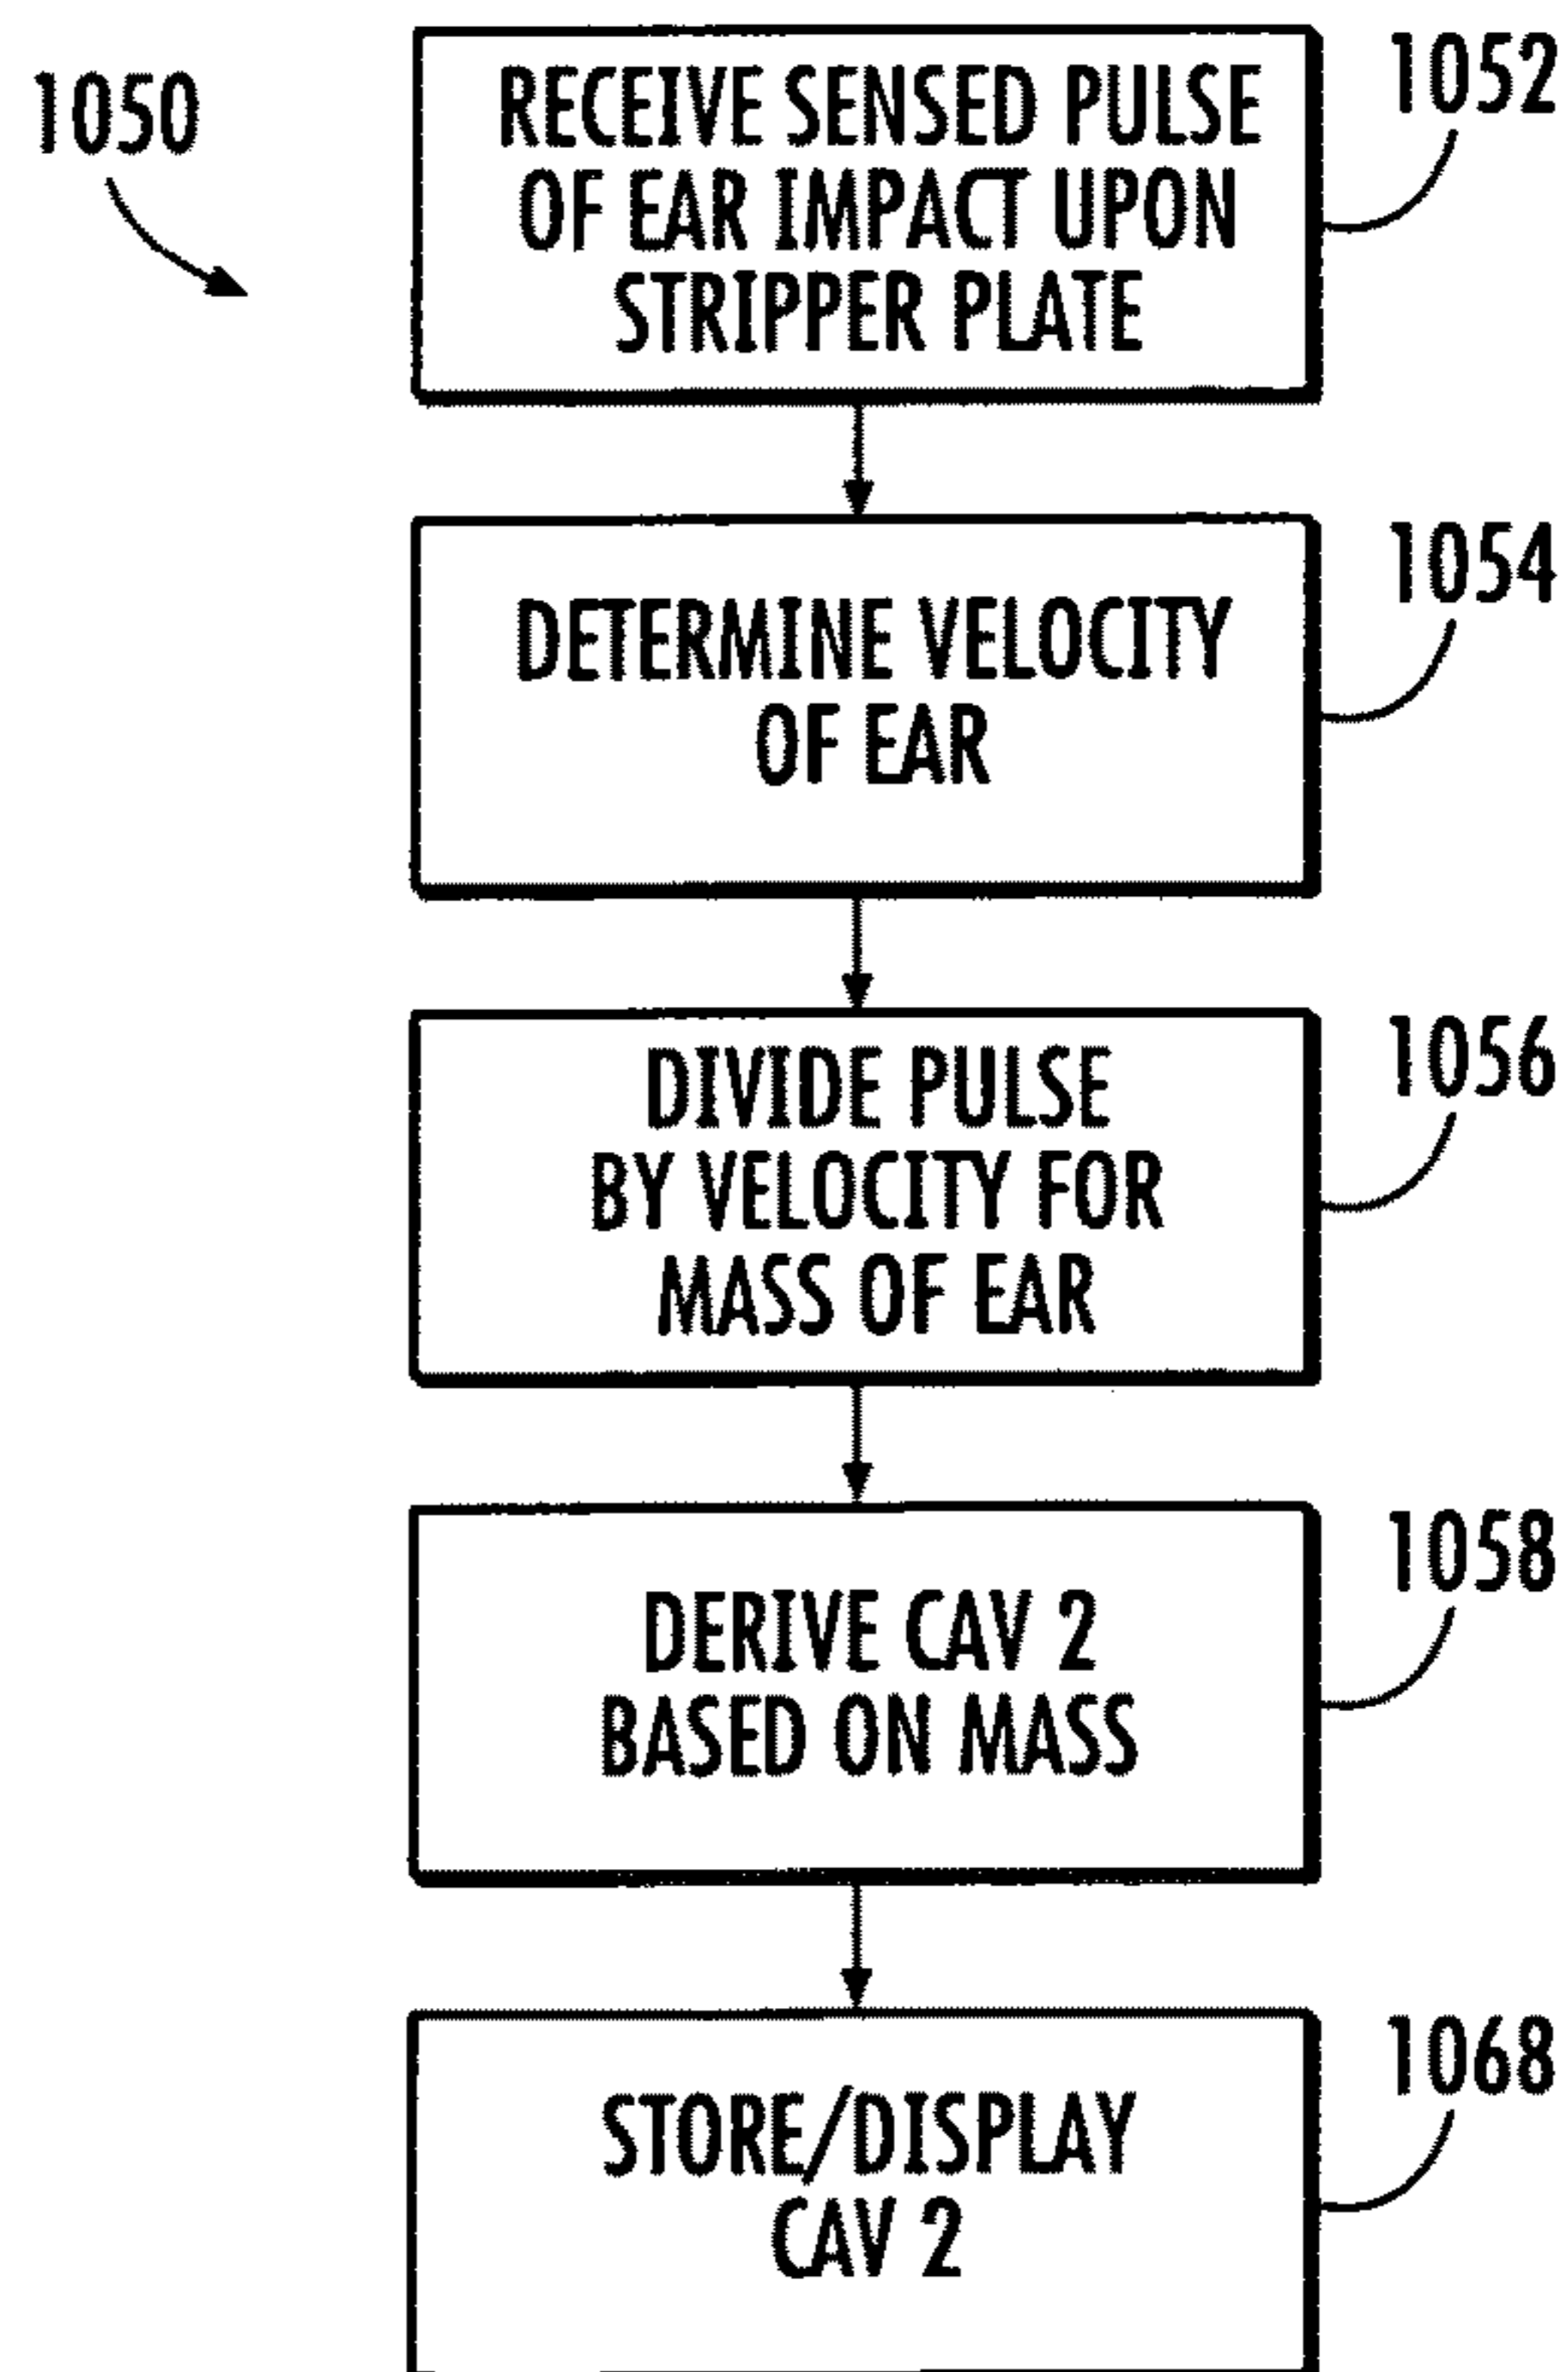 1050
RECEIVE SENSED PULSE
OF EAR IMPACT UPON
STRIPPER PLATE
1052
DETERMINE VELOCITY
OF EAR
1054
DIVIDE PULSE
BY VELOCITY FOR
MASS OF EAR
1056
DERIVE CAV 2
BASED ON MASS
1058
STORE/DISPLAY
CAV 2
1068